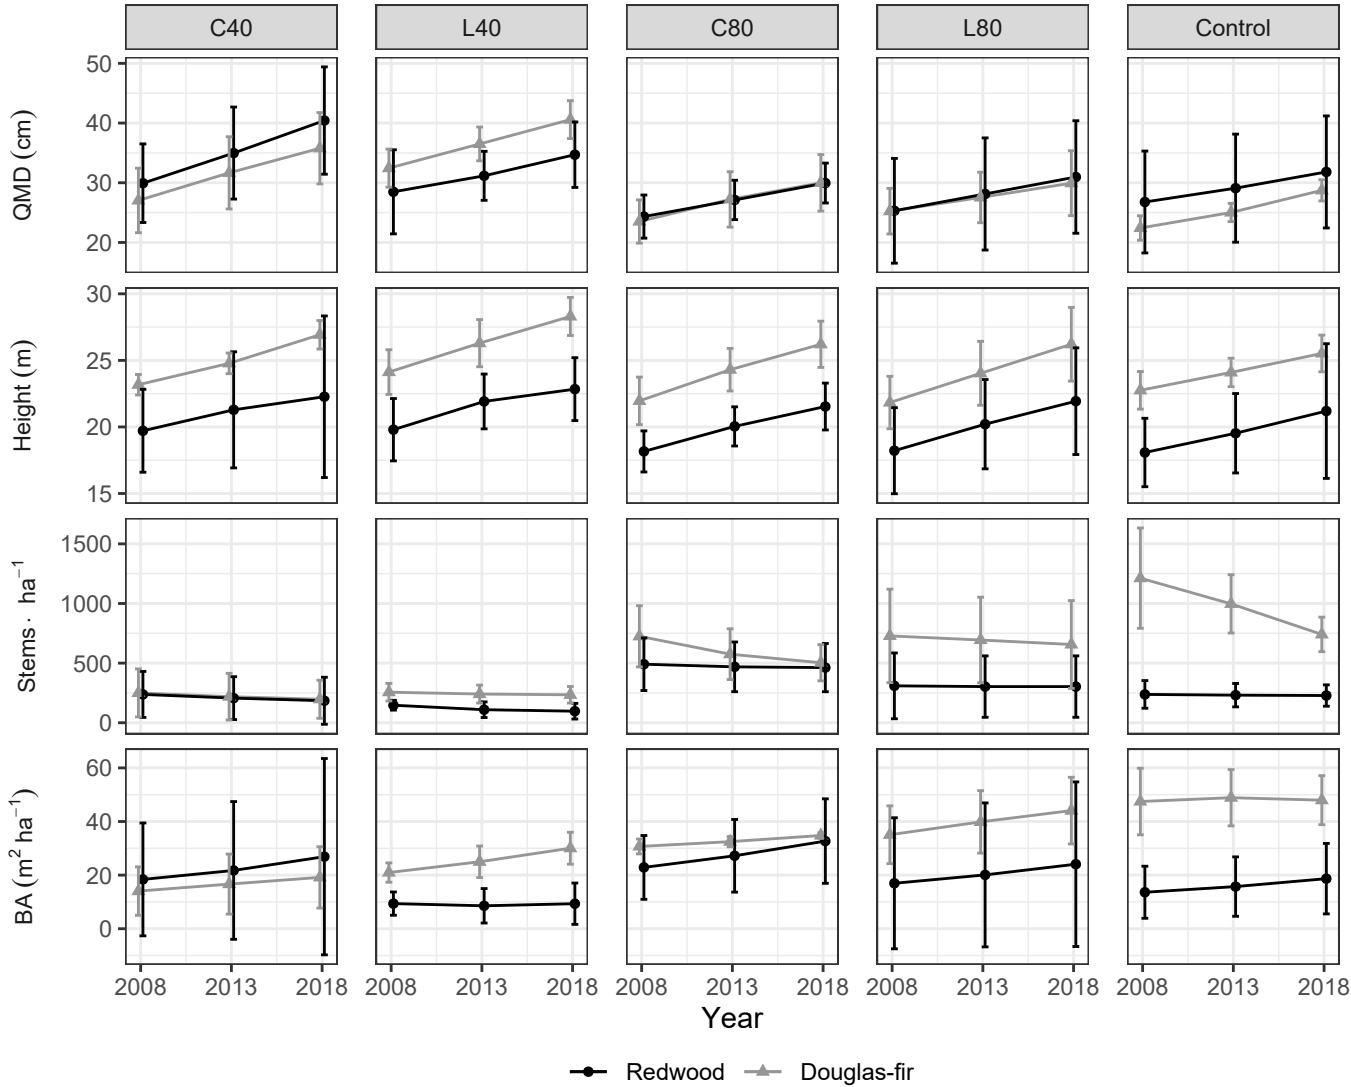 C40 L40 C80 L80 Control
QMD (cm)
50
40
30
20
Height (m)
30
25
20
15
Stems · ha⁻¹
1500
1000
500
0
BA (m² ha⁻¹)
60
40
20
0
2008 2013 2018 2008 2013 2018 2008 2013 2018 2008 2013 2018 2008 2013 2018
Year
Redwood Douglas-fir